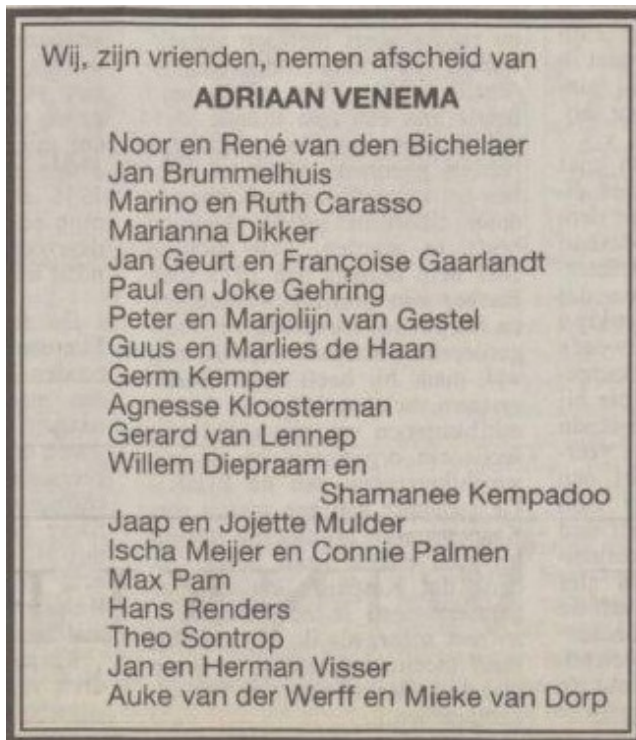 Wij, zijn vrienden, nemen afscheid van
ADRIAAN VENEMA
Noor en René van den Bichelaer
Jan Brummelhuis
Marino en Ruth Carasso
Marianna Dikker
Jan Geurt en Françoise Gaarlandt
Paul en Joke Gehring
Peter en Marjolijn van Gestel
Guus en Marlies de Haan
Germ Kemper
Agnesse Kloosterman
Gerard van Lennep
Willem Diepraam en
Shamanee Kempadoo
Jaap en Jojette Mulder
Ischa Meijer en Connie Palmen
Max Pam
Hans Renders
Theo Sontrop
Jan en Herman Visser
Auke van der Werff en Mieke van Dorp